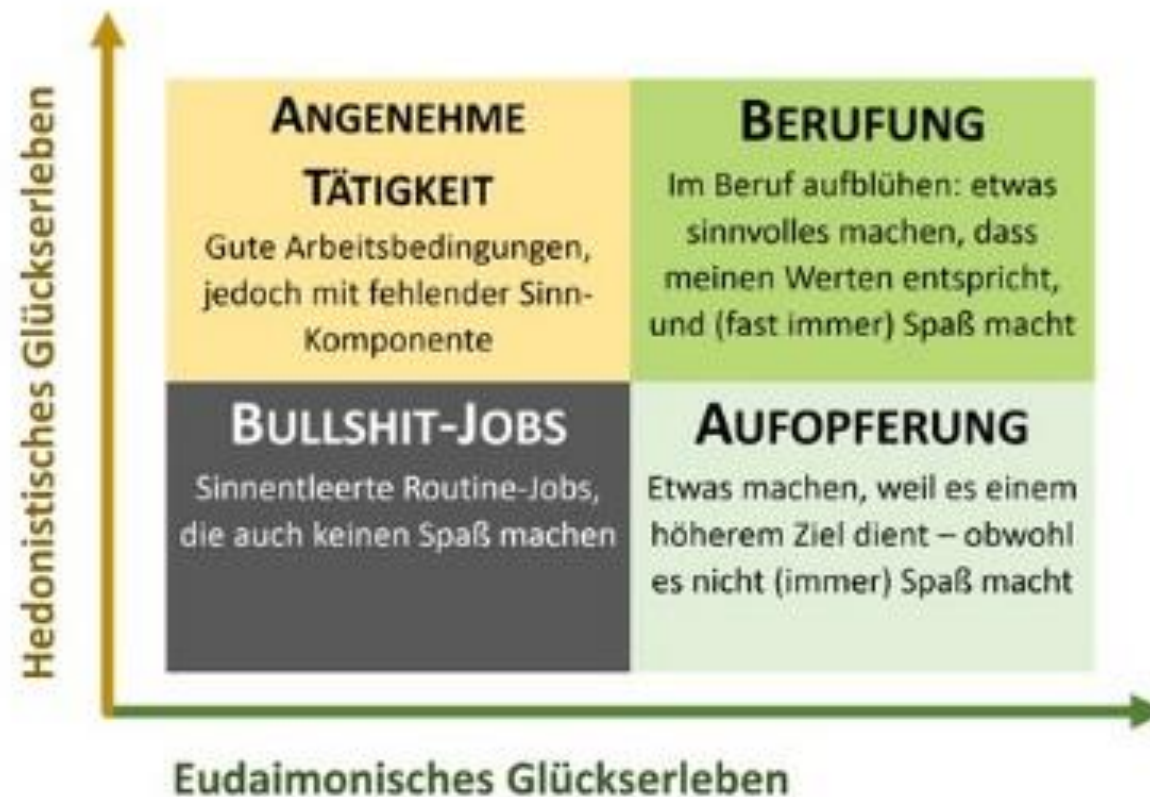 Hedonistisches Glückserleben
ANGENEHME
TÄTIGKEIT
Gute Arbeitsbedingungen,
jedoch mit fehlender Sinn-
Komponente
BERUFUNG
Im Beruf aufblühen: etwas
sinnvolles machen, dass
meinen Werten entspricht,
und (fast immer) Spaß macht
BULLSHIT-JOBS
Sinnentleerte Routine-Jobs,
die auch keinen Spaß machen
AUFOPFERUNG
Etwas machen, weil es einem
höherem Ziel dient – obwohl
es nicht (immer) Spaß macht
Eudaimonisches Glückserleben